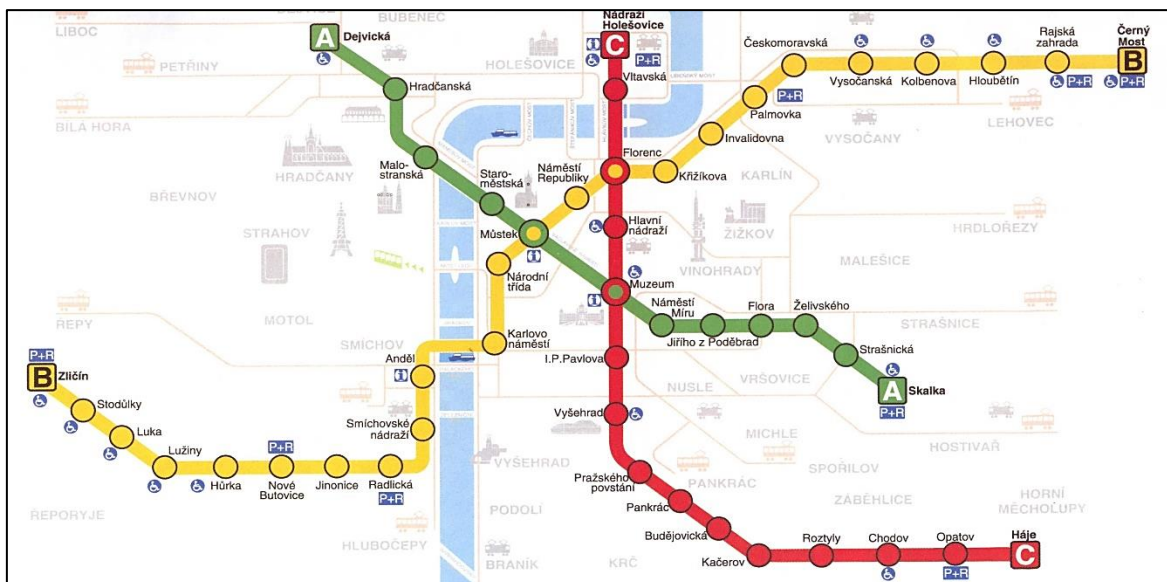 LIBOC
BUBENEČ
A
Dejvická
PETŘINY
HOLEŠOVICE
Nádraží
Holešovice
C
P+R
Vltavská
Českomoravská
P+R
Vysočanská
Kolbenova
Hloubětín
Rajská
zahrada
P+R
Černý
Most
B
P+R
Hradčanská
BÍLÁ HORA
Palmovka
LEHOVEC
VYSOČANY
Invalidovna
Florenc
Křižíkova
KARLÍN
Malo-
stranská
HRADČANY
BŘEVNOV
Staro-
městská
Náměstí
Republiky
Můstek
Hlavní
nádraží
ŽIŽKOV
HRDLOŘEZY
STRAHOV
Národní
třída
Muzeum
VINOHRADY
MALEŠICE
ŘEPY
MOTOL
SMÍCHOV
Karlovo
náměstí
Náměstí
Míru
Jiřího z Poděbrad
Flora
Želivského
STRAŠNICE
Strašnická
P+R
B
Zličín
Anděl
I.P.Pavlova
NUSLE
VRŠOVICE
A
Skalka
P+R
Stodůlky
Luka
Lužiny
Hůrka
P+R
Nové
Butovice
Jinonice
Radlická
P+R
Smíchovské
nádraží
Vyšehrad
VYŠEHRAD
MICHLE
HOSTIVAŘ
Pražského
povstání
PANKRÁC
SPOŘILOV
Pankrác
ZÁBĚHLICE
HORNÍ
MĚCHOLUPY
ŘEPORYJE
PODOLÍ
Budějovická
HLUBOČEPY
BRANÍK
KRČ
Kačerov
Roztyly
Chodov
Opatov
P+R
Háje
C